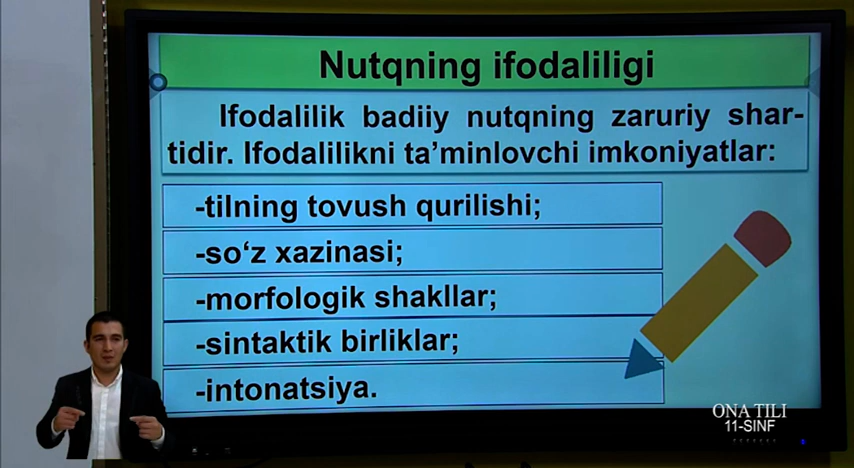 Nutqning ifodaliligi
Ifodalilik badiiy nutqning zaruriy shar-
tidir. Ifodalilikni ta’minlovchi imkoniyatlar:
-tilning tovush qurilishi;
-so‘z xazinasi;
-morfologik shakllar;
-sintaktik birliklar;
-intonatsiya.
ONA TILI
11-SINF